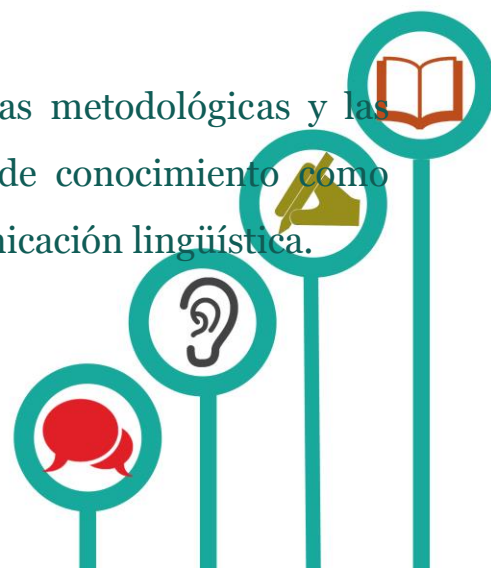 as metodológicas y las
de conocimiento como
nicación lingüística.